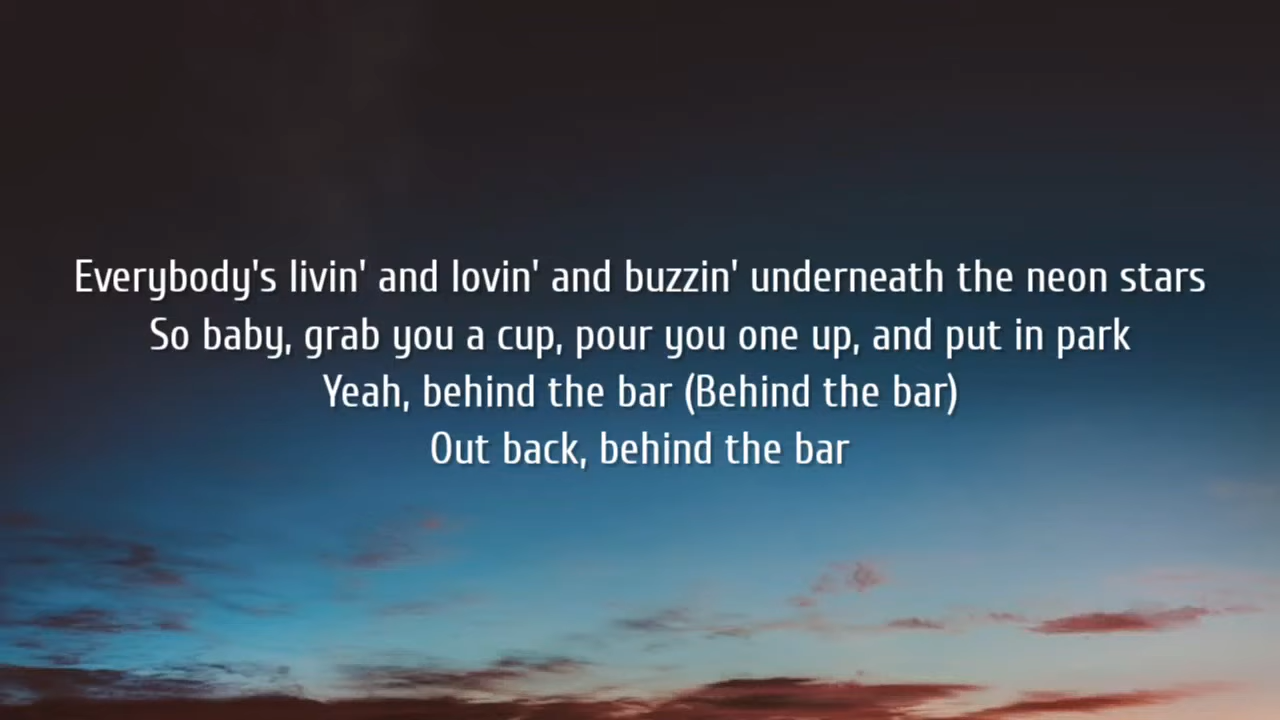 Everybody's livin' and lovin' and buzzin' underneath the neon stars
So baby, grab you a cup, pour you one up, and put in park
Yeah, behind the bar (Behind the bar)
Out back, behind the bar